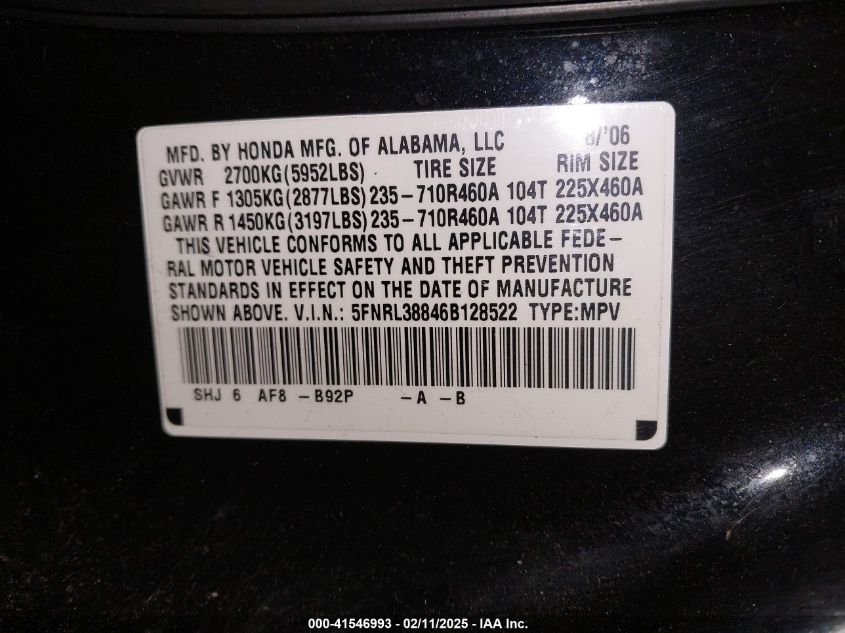 MFD. BY HONDA MFG. OF ALABAMA, LLC 8/'06
GVWR 2700KG(5952LBS) TIRE SIZE RIM SIZE
GAWR F 1305KG(2877LBS) 235-710R460A 104T 225X460A
GAWR R 1450KG(3197LBS) 235-710R460A 104T 225X460A
THIS VEHICLE CONFORMS TO ALL APPLICABLE FEDE-
RAL MOTOR VEHICLE SAFETY AND THEFT PREVENTION
STANDARDS IN EFFECT ON THE DATE OF MANUFACTURE
SHOWN ABOVE. V.I.N.: 5FNRL38846B128522 TYPE:MPV
SHJ 6 AF8 -B92P -A -B
000-41546993 - 02/11/2025 - IAA Inc.